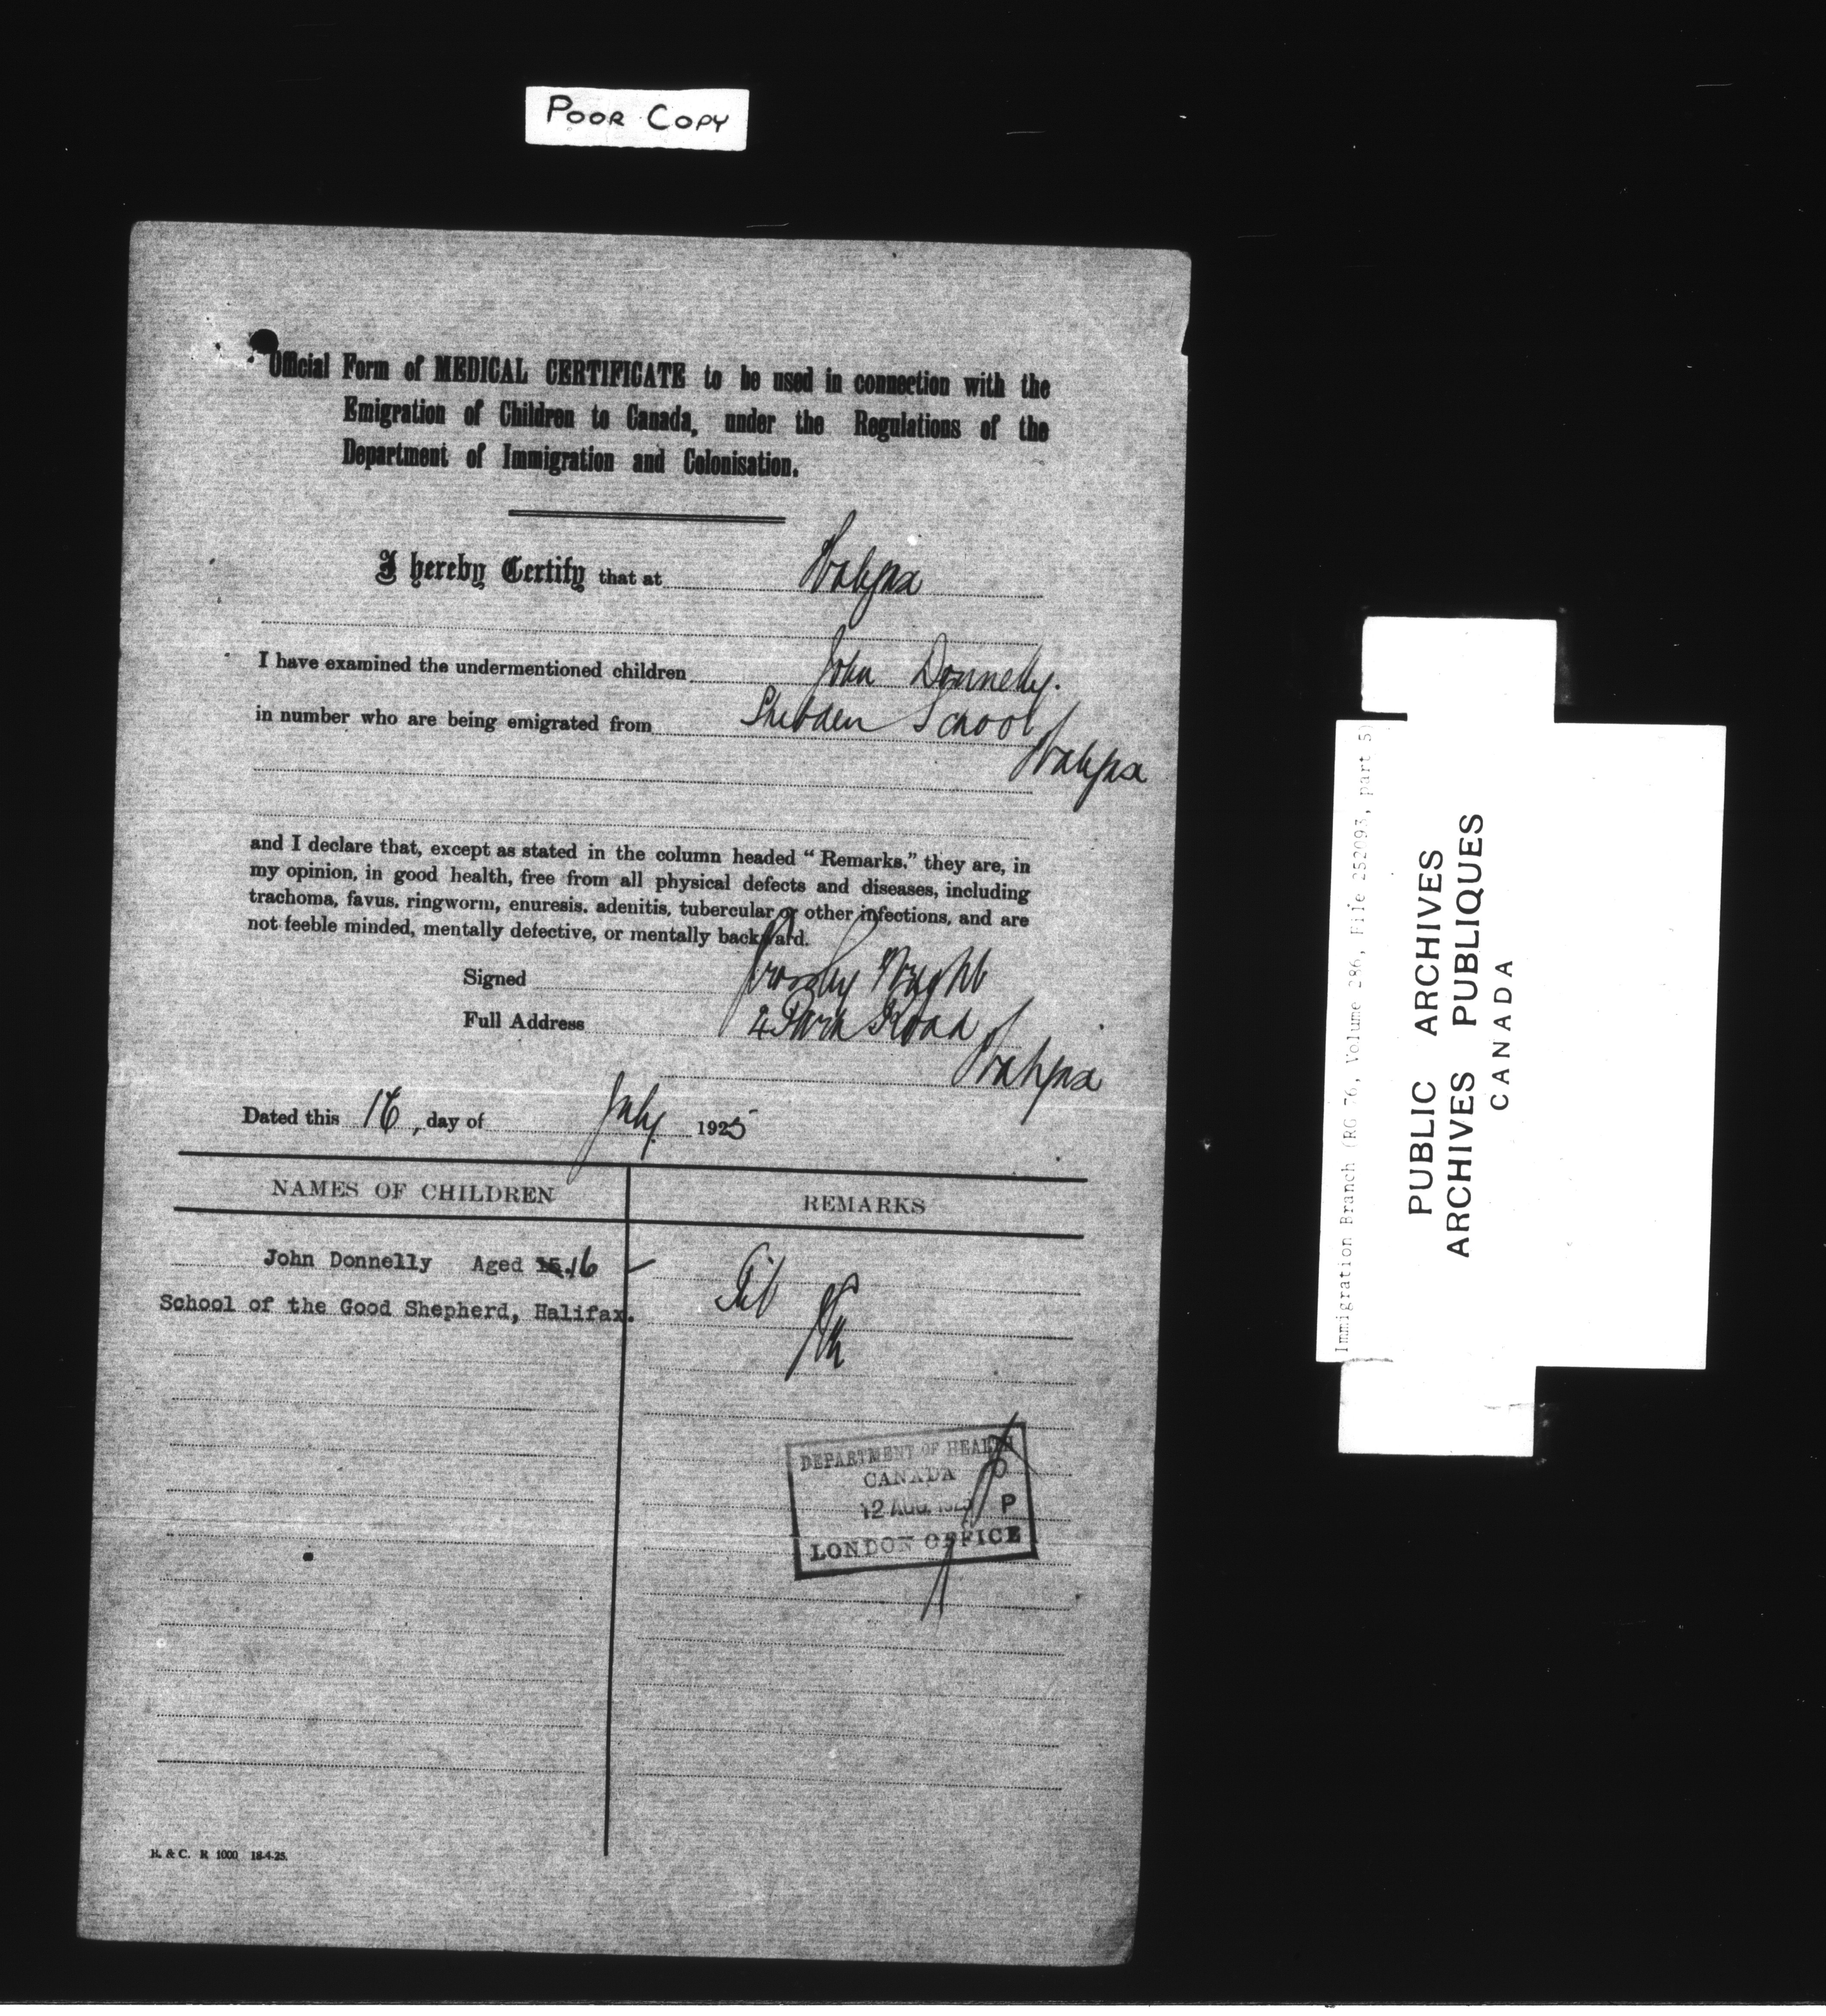 POOR COPY
Official Form of MEDICAL CERTIFICATE to be used in connection with the
Emigration of Children to Canada, under the Regulations of the
Department of Immigration and Colonisation.
I hereby Certify that at Halifax
I have examined the undermentioned children John Donnelly.
in number who are being emigrated from Shibden School
Halifax
and I declare that, except as stated in the column headed "Remarks," they are, in
my opinion, in good health, free from all physical defects and diseases, including
trachoma, favus, ringworm, enuresis, adenitis, tubercular or other infections, and are
not feeble minded, mentally defective, or mentally backward.
Signed Crossley Wright
Full Address 4 Park Road
Halifax
Dated this 16, day of July 1925
NAMES OF CHILDREN REMARKS
John Donnelly Aged 15. 16
School of the Good Shepherd, Halifax.
Fit
DEPARTMENT OF HEALTH
CANADA
12 AUG. 1925 P
LONDON OFFICE
H. & C. R 1000 18-4-25.
Immigration Branch (RG 76, Volume 286, File 252093, part 5)
PUBLIC ARCHIVES
ARCHIVES PUBLIQUES
CANADA